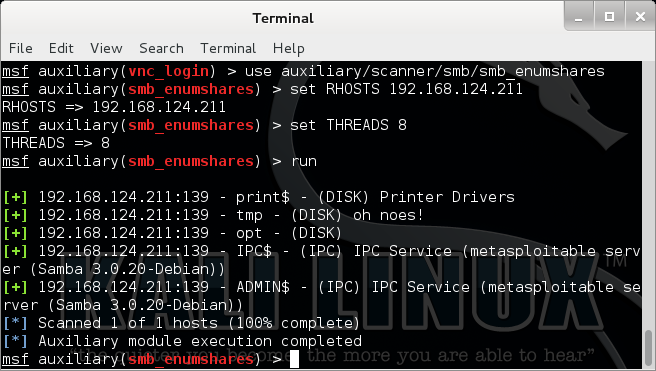 Terminal
File Edit View Search Terminal Help
msf auxiliary(vnc_login) > use auxiliary/scanner/smb/smb_enumshares
msf auxiliary(smb_enumshares) > set RHOSTS 192.168.124.211
RHOSTS => 192.168.124.211
msf auxiliary(smb_enumshares) > set THREADS 8
THREADS => 8
msf auxiliary(smb_enumshares) > run
[+] 192.168.124.211:139 - print$ - (DISK) Printer Drivers
[+] 192.168.124.211:139 - tmp - (DISK) oh noes!
[+] 192.168.124.211:139 - opt - (DISK)
[+] 192.168.124.211:139 - IPC$ - (IPC) IPC Service (metasploitable serv
er (Samba 3.0.20-Debian))
[+] 192.168.124.211:139 - ADMIN$ - (IPC) IPC Service (metasploitable se
rver (Samba 3.0.20-Debian))
KALI LINUX™
[*] Scanned 1 of 1 hosts (100% complete)
[*] Auxiliary module execution completed
"the quieter you become, the more you are able to hear"
msf auxiliary(smb_enumshares) >